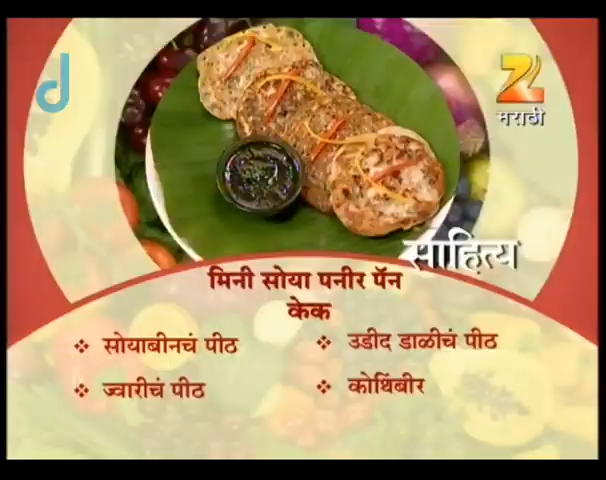 d
Z
मराठी
साहित्य
मिनी सोया पनीर पॅन
केक
❖ सोयाबीनचं पीठ
❖ उडीद डाळीचं पीठ
❖ ज्वारीचं पीठ
❖ कोथिंबीर